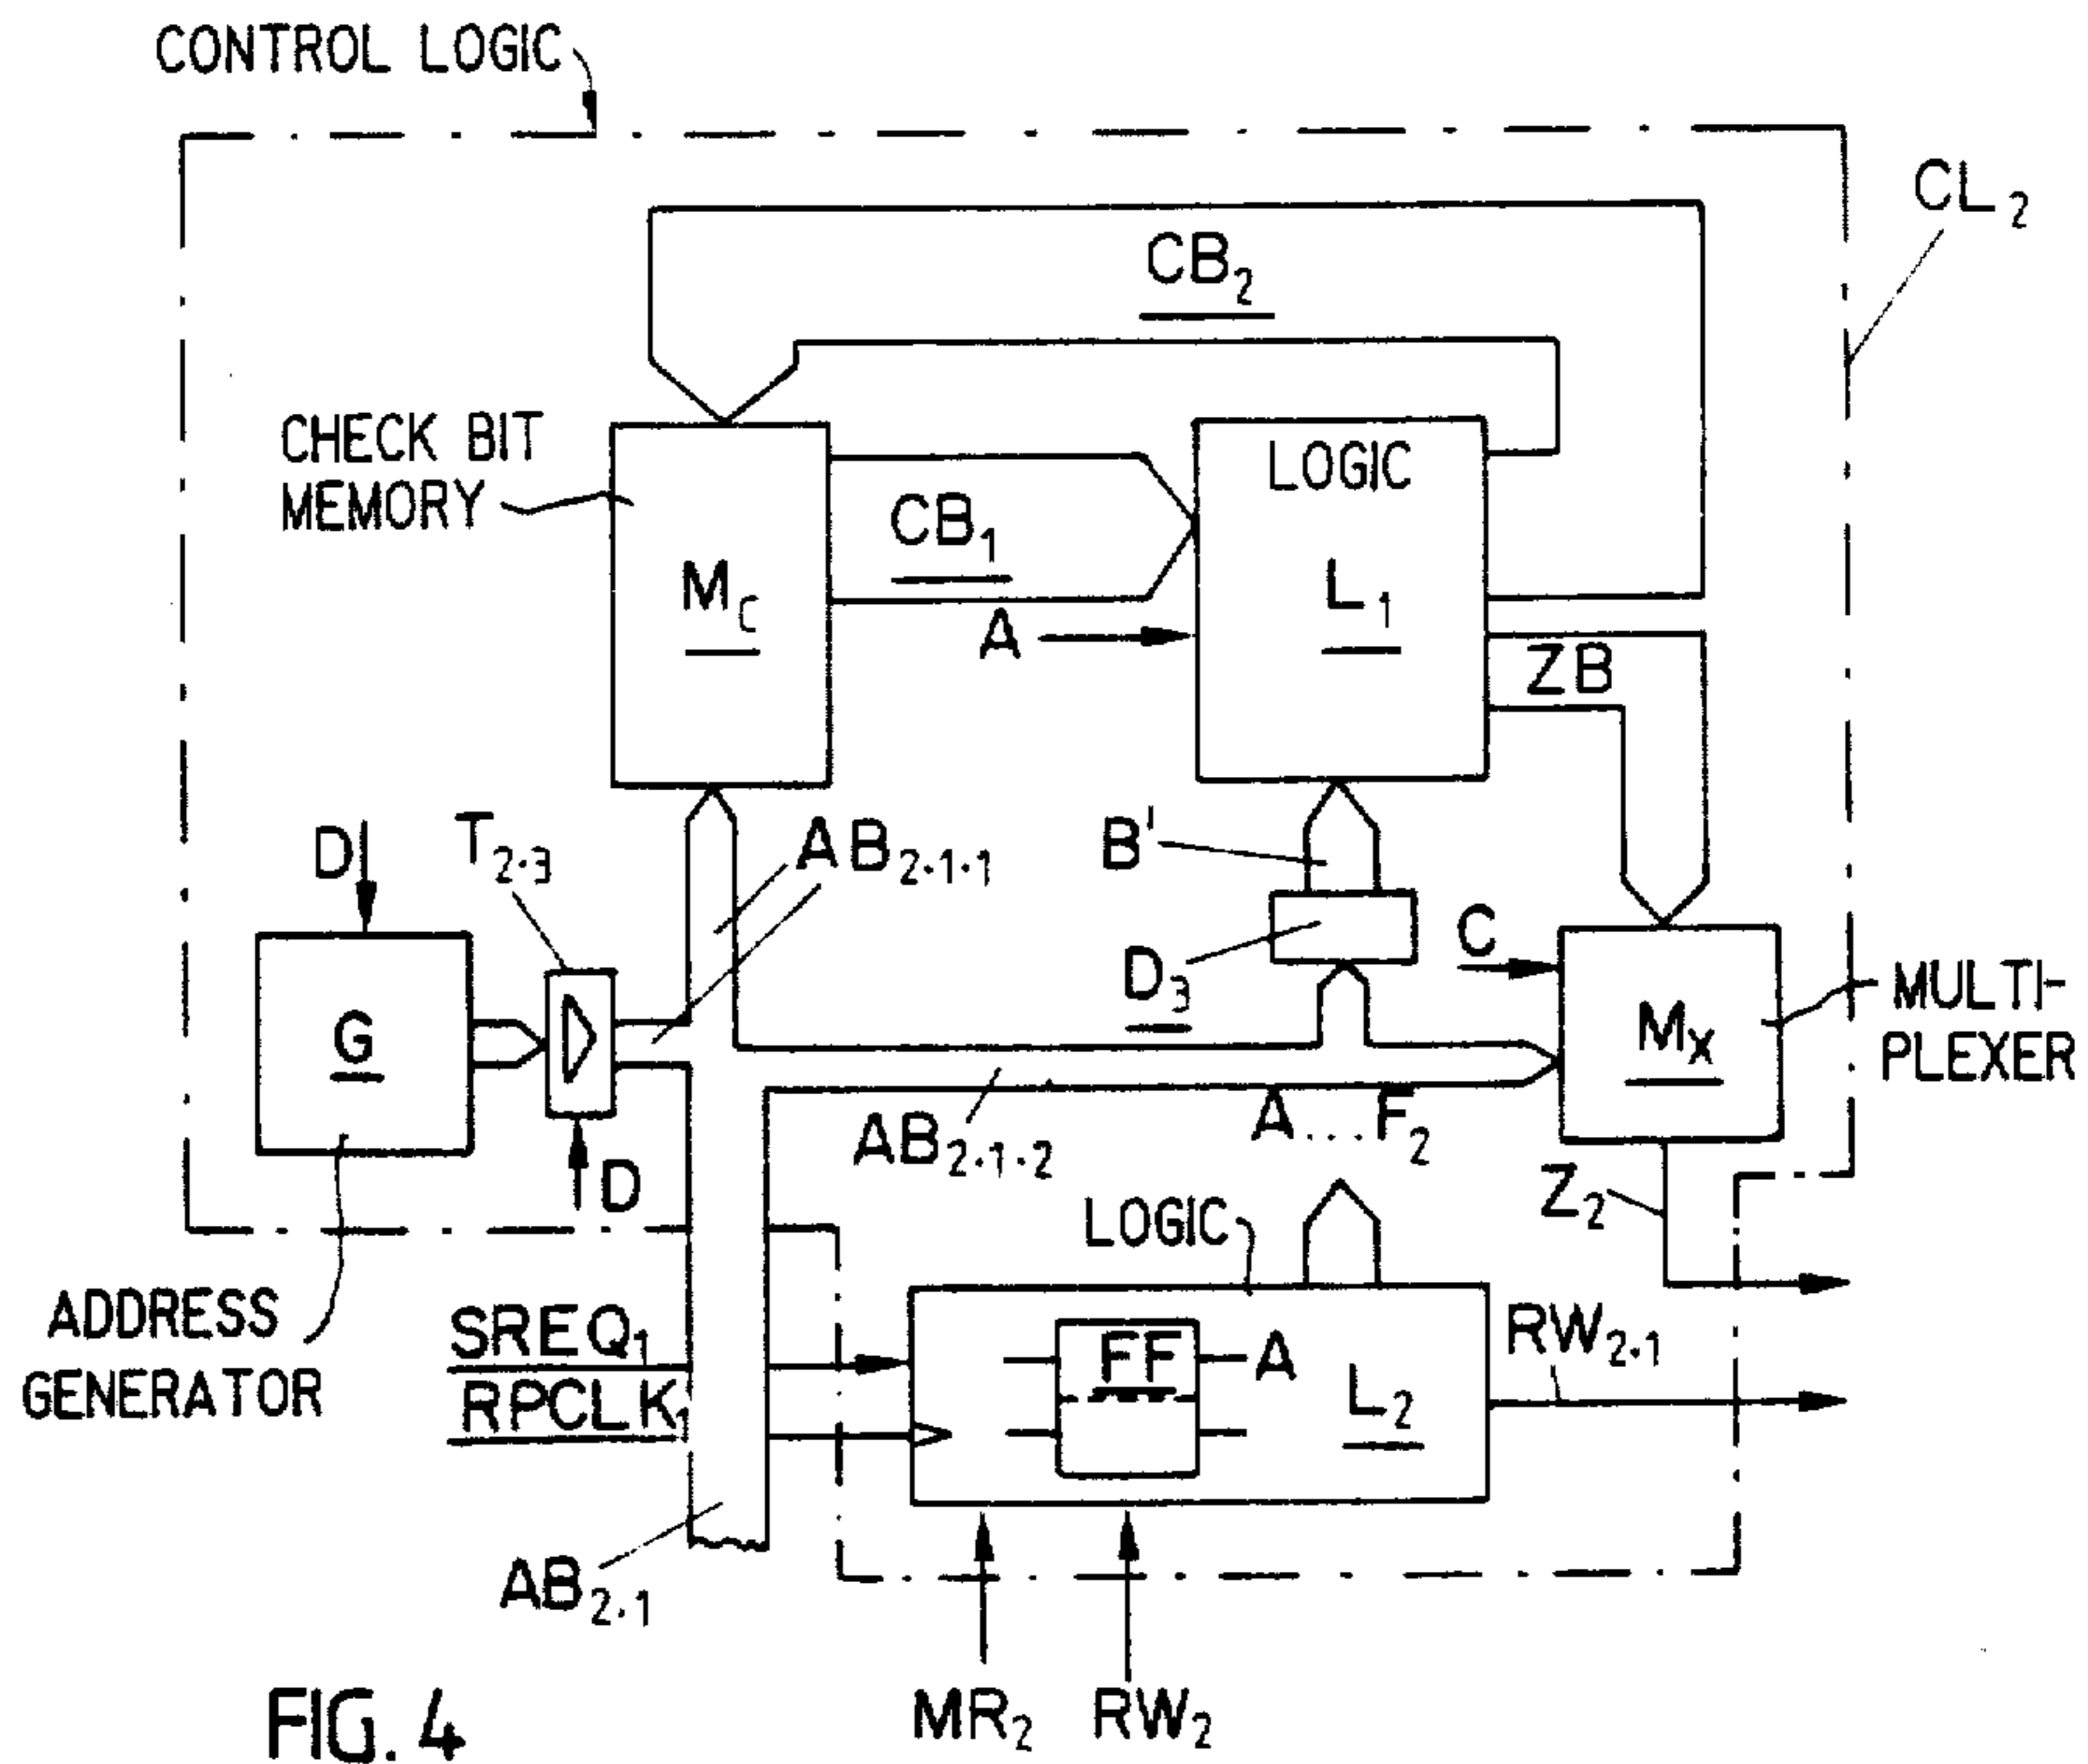 CONTROL LOGIC
CL₂
CB₂
CHECK BIT
MEMORY
LOGIC
CB₁
M_C
L₁
A
ZB
D
T₂.₃
AB₂.₁.₁
B'
C
D₃
G
M_X
MULTI-
PLEXER
AB₂.₁.₂
A...F₂
D
Z₂
LOGIC
ADDRESS
GENERATOR
SREQ₁
RPCLK₁
FF
A
L₂
RW₂.₁
AB₂.₁
MR₂
RW₂
FIG. 4